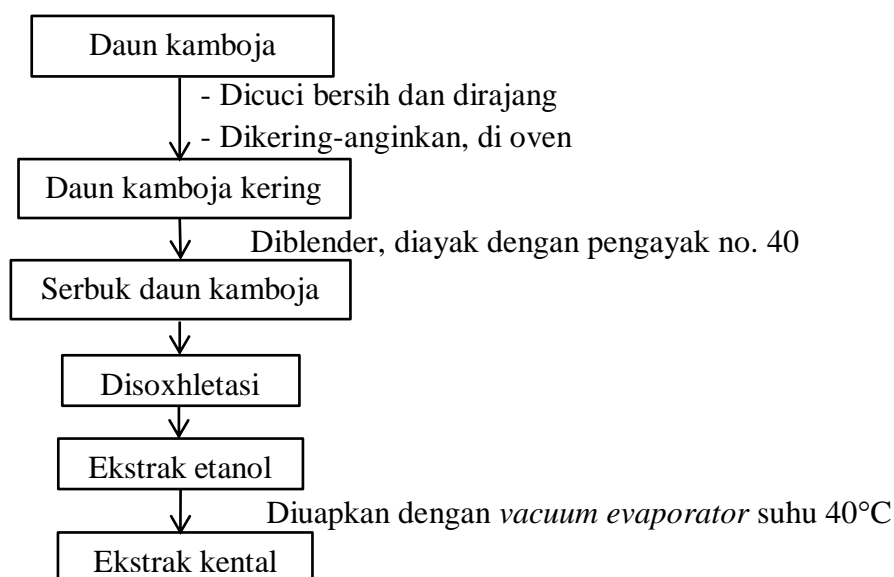 Daun kamboja
- Dicuci bersih dan dirajang
- Dikering-anginkan, di oven
Daun kamboja kering
Diblender, diayak dengan pengayak no. 40
Serbuk daun kamboja
Disoxhletasi
Ekstrak etanol
Diuapkan dengan vacuum evaporator suhu 40°C
Ekstrak kental